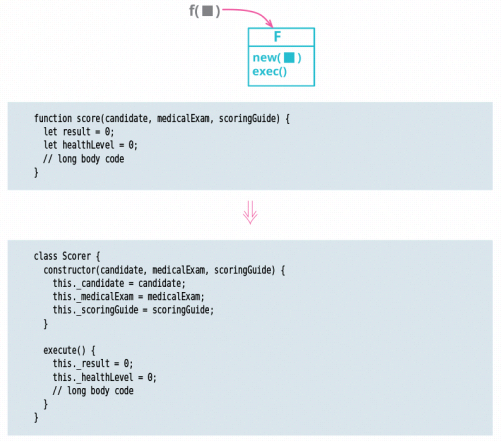 f(■)
F
new(■)
exec()
function score(candidate, medicalExam, scoringGuide) {
  let result = 0;
  let healthLevel = 0;
  // long body code
}
class Scorer {
  constructor(candidate, medicalExam, scoringGuide) {
    this._candidate = candidate;
    this._medicalExam = medicalExam;
    this._scoringGuide = scoringGuide;
  }
  execute() {
    this._result = 0;
    this._healthLevel = 0;
    // long body code
  }
}